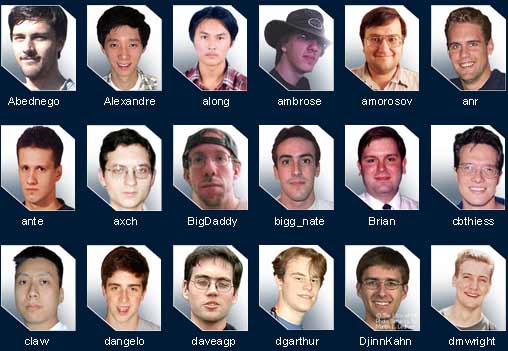 Abednego Alexandre along ambrose amorosov anr
ante axch BigDaddy bigg_nate Brian cbthiess
claw dangelo daveagp dgarthur DjinnKahn dmwright